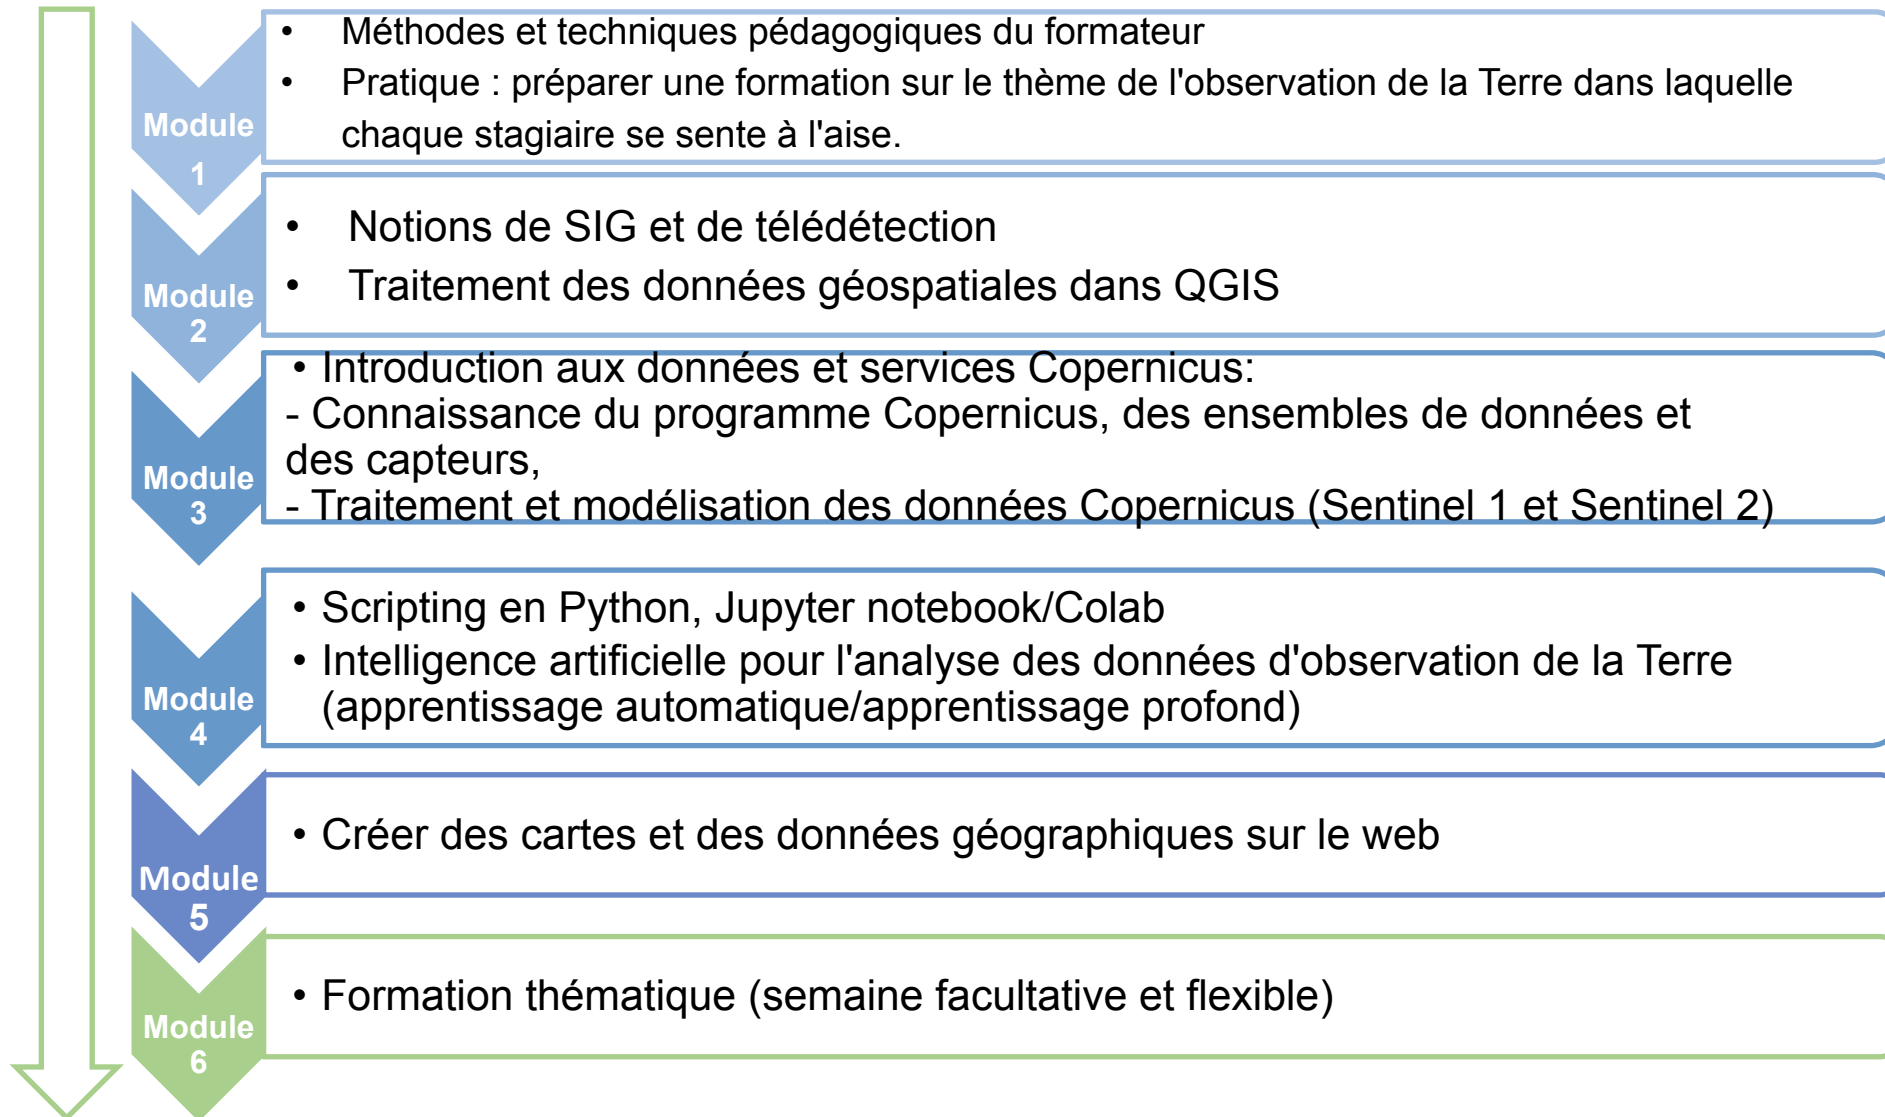 • Méthodes et techniques pédagogiques du formateur
• Pratique : préparer une formation sur le thème de l'observation de la Terre dans laquelle
chaque stagiaire se sente à l'aise.
Module
1
• Notions de SIG et de télédétection
• Traitement des données géospatiales dans QGIS
Module
2
• Introduction aux données et services Copernicus:
- Connaissance du programme Copernicus, des ensembles de données et
des capteurs,
- Traitement et modélisation des données Copernicus (Sentinel 1 et Sentinel 2)
Module
3
• Scripting en Python, Jupyter notebook/Colab
• Intelligence artificielle pour l'analyse des données d'observation de la Terre
(apprentissage automatique/apprentissage profond)
Module
4
• Créer des cartes et des données géographiques sur le web
Module
5
• Formation thématique (semaine facultative et flexible)
Module
6